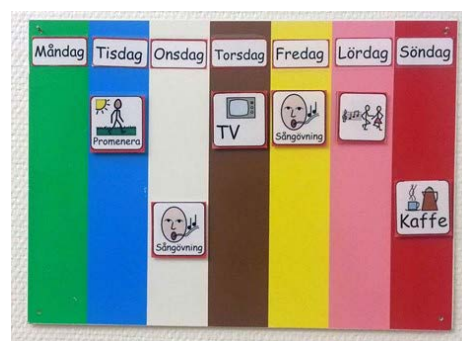 Måndag Tisdag Onsdag Torsdag Fredag Lördag Söndag
Promenera
TV
Sångövning
Sångövning
Kaffe